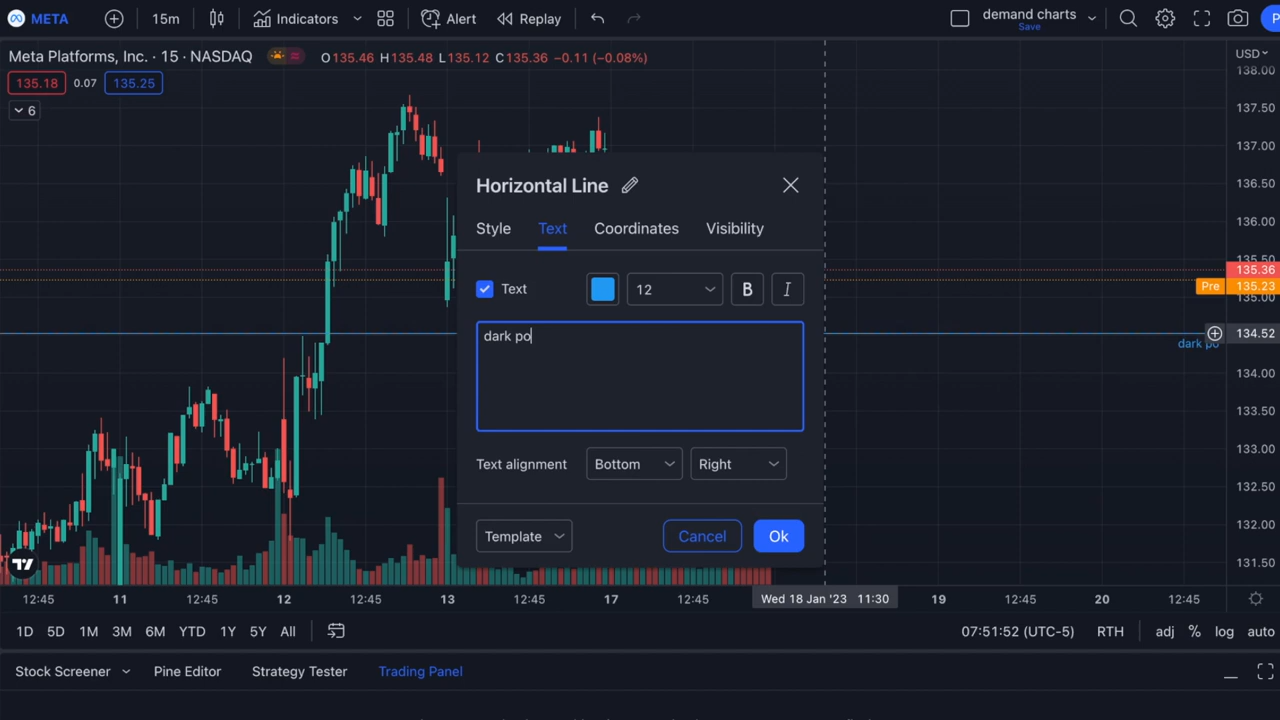 META 15m Indicators Alert Replay demand charts
Save
Meta Platforms, Inc. · 15 · NASDAQ O135.46 H135.48 L135.12 C135.36 −0.11 (−0.08%) USD
135.18 0.07 135.25
6
138.00
137.50
137.00
136.50
136.00
135.50
135.36
Pre 135.23
135.00
134.52
dark po
134.00
133.50
133.00
132.50
132.00
131.50
Horizontal Line
Style Text Coordinates Visibility
Text 12 B I
dark po
Text alignment Bottom Right
Template Cancel Ok
12:45 11 12:45 12 12:45 13 12:45 17 12:45 Wed 18 Jan '23 11:30 19 12:45 20 12:45
1D 5D 1M 3M 6M YTD 1Y 5Y All 07:51:52 (UTC-5) RTH adj % log auto
Stock Screener Pine Editor Strategy Tester Trading Panel